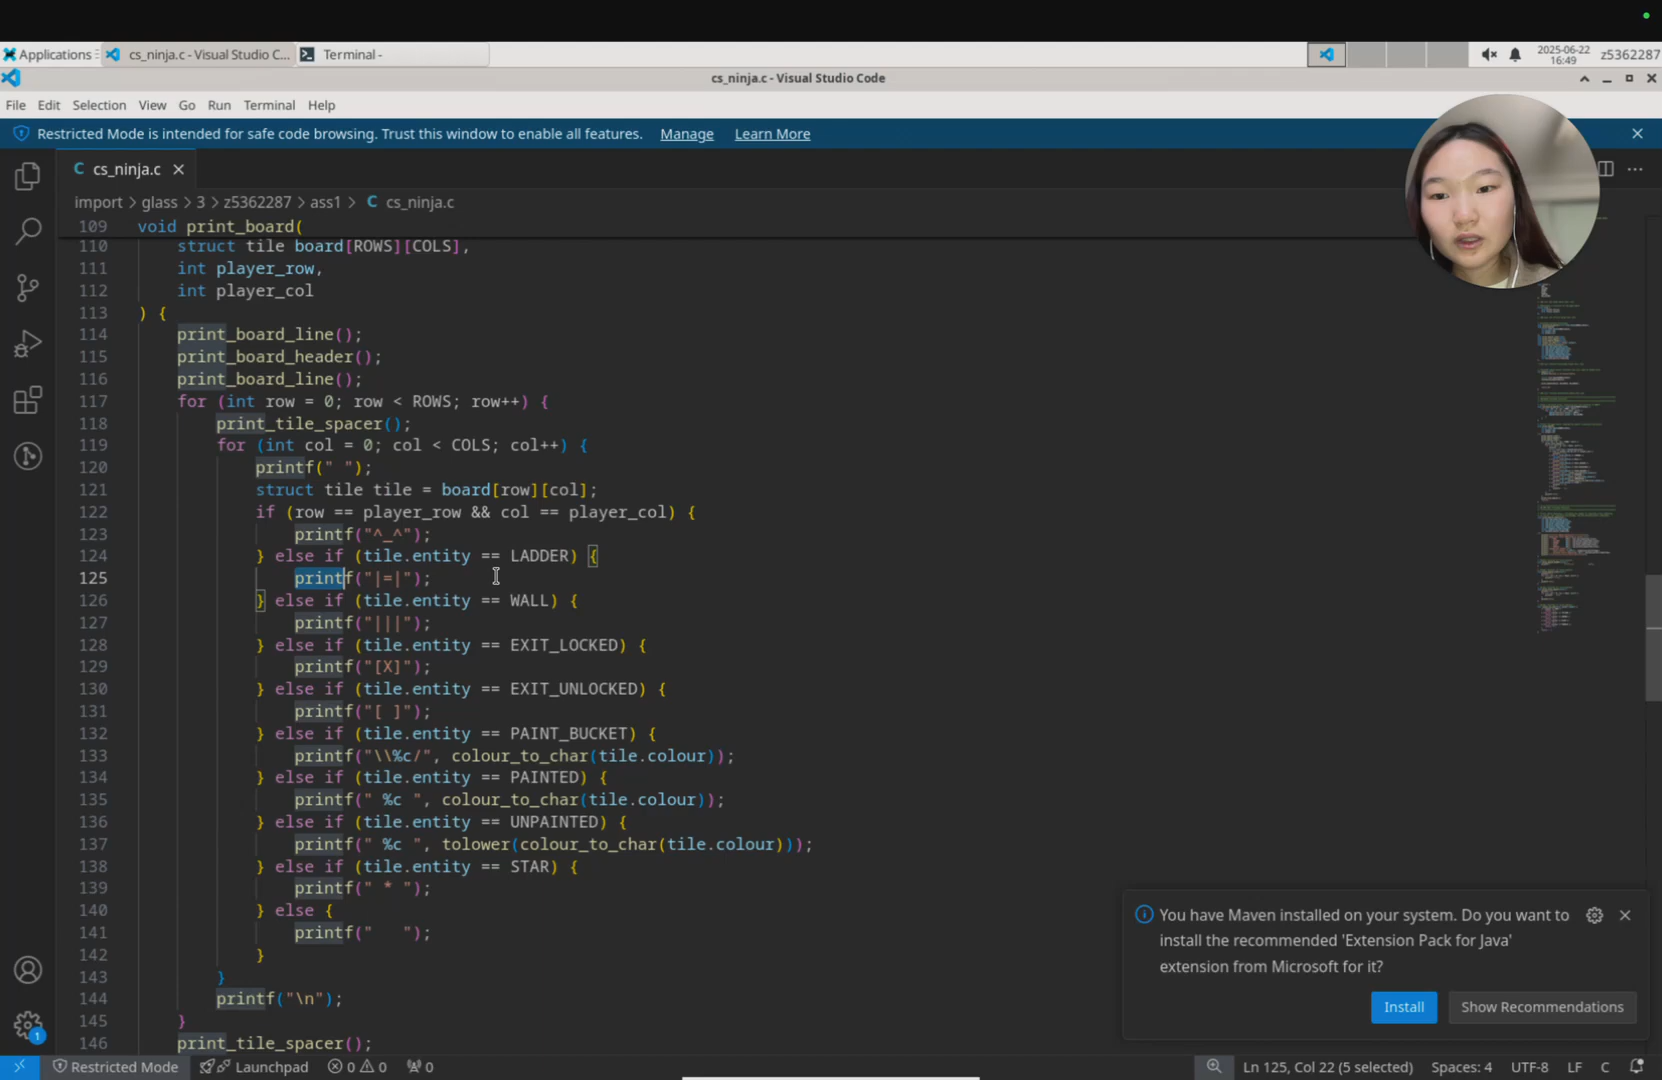 Applications
cs_ninja.c - Visual Studio C...
Terminal -
2025-06-22
16:49
z5362287
cs_ninja.c - Visual Studio Code
File Edit Selection View Go Run Terminal Help
Restricted Mode is intended for safe code browsing. Trust this window to enable all features. Manage Learn More
C cs_ninja.c
import > glass > 3 > z5362287 > ass1 > C cs_ninja.c
109 void print_board(
110 struct tile board[ROWS][COLS],
111 int player_row,
112 int player_col
113 ) {
114 print_board_line();
115 print_board_header();
116 print_board_line();
117 for (int row = 0; row < ROWS; row++) {
118 print_tile_spacer();
119 for (int col = 0; col < COLS; col++) {
120 printf(" ");
121 struct tile tile = board[row][col];
122 if (row == player_row && col == player_col) {
123 printf("^_^");
124 } else if (tile.entity == LADDER) {
125 printf("|=|");
126 } else if (tile.entity == WALL) {
127 printf("|||");
128 } else if (tile.entity == EXIT_LOCKED) {
129 printf("[X]");
130 } else if (tile.entity == EXIT_UNLOCKED) {
131 printf("[ ]");
132 } else if (tile.entity == PAINT_BUCKET) {
133 printf("\\%c/", colour_to_char(tile.colour));
134 } else if (tile.entity == PAINTED) {
135 printf(" %c ", colour_to_char(tile.colour));
136 } else if (tile.entity == UNPAINTED) {
137 printf(" %c ", tolower(colour_to_char(tile.colour)));
138 } else if (tile.entity == STAR) {
139 printf(" * ");
140 } else {
141 printf("   ");
142 }
143 }
144 printf("\n");
145 }
146 print_tile_spacer();
You have Maven installed on your system. Do you want to
install the recommended 'Extension Pack for Java'
extension from Microsoft for it?
Install Show Recommendations
1
Restricted Mode Launchpad 0 0 0 Ln 125, Col 22 (5 selected) Spaces: 4 UTF-8 LF C